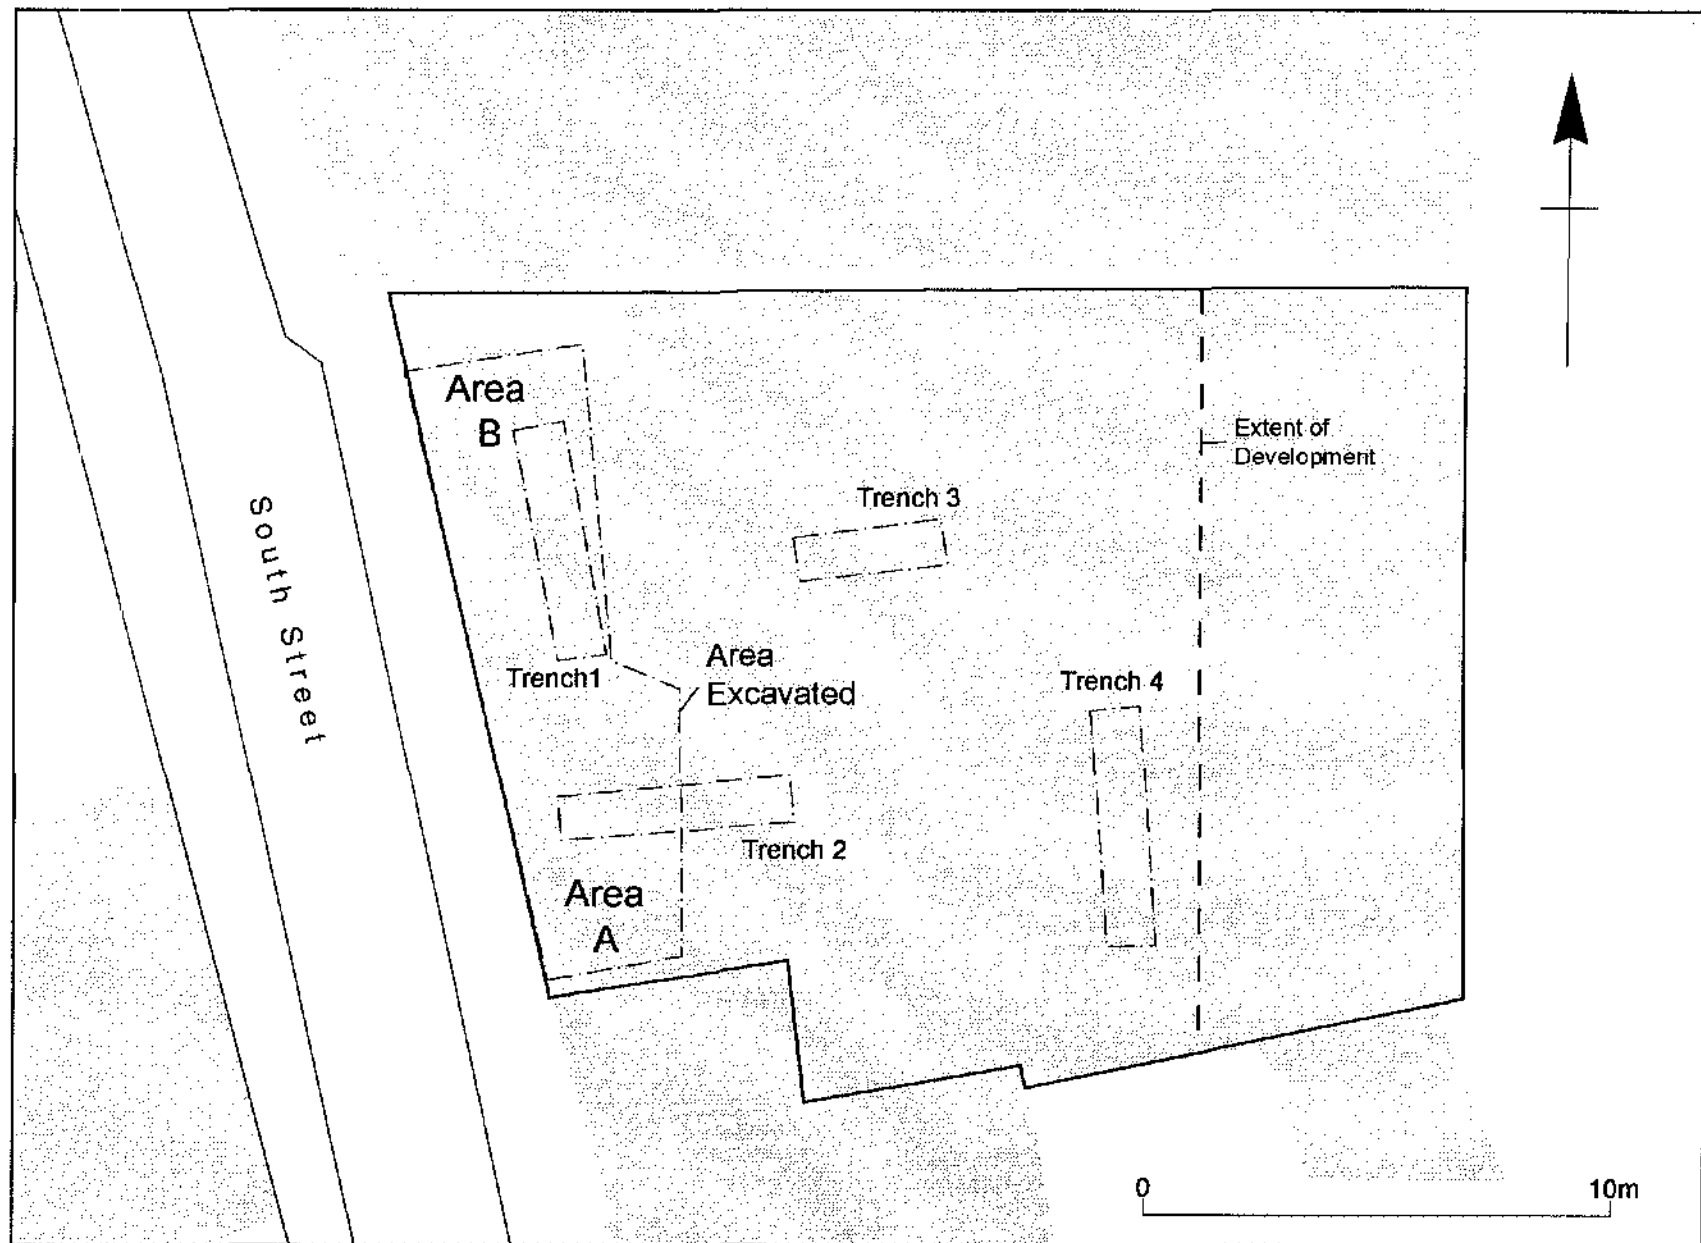 Area
B
Extent of
Development
Trench 3
South Street
Area
Excavated
Trench1
Trench 4
Trench 2
Area
A
0 10m